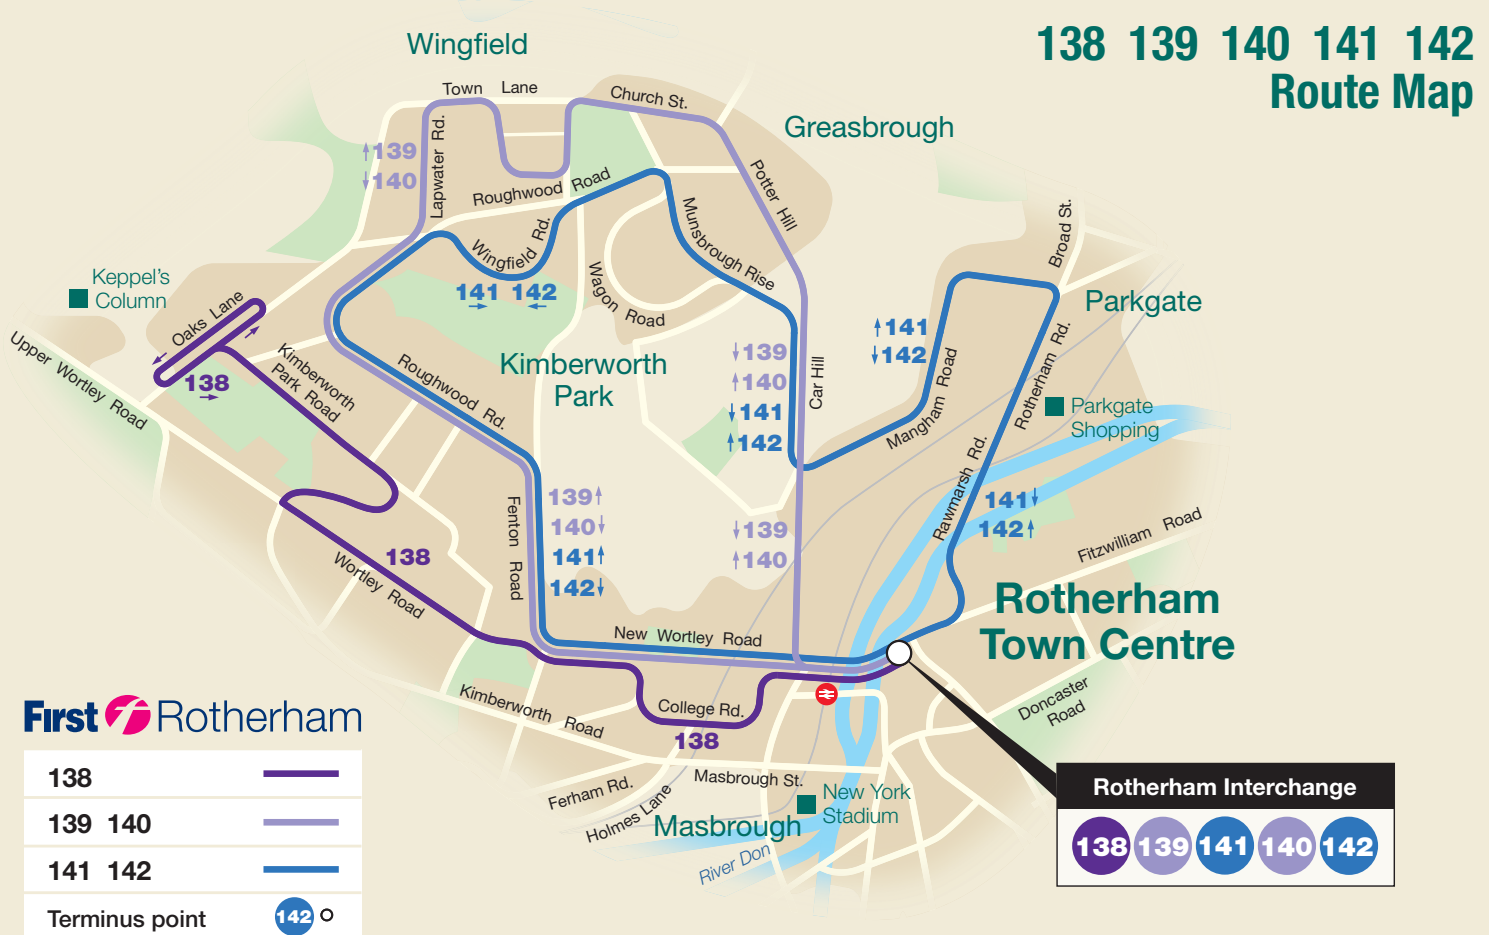 138 139 140 141 142
Route Map
Wingfield
Town Lane
Church St.
Greasbrough
↑139
↓140
Lapwater Rd.
Roughwood Road
Potter Hill
Wingfield Rd.
Munsbrough Rise
Broad St.
Keppel's
Column
Oaks Lane
141 142
→ ←
Wagon Road
Parkgate
Upper Wortley Road
138
→
Kimberworth
Park Road
Roughwood Rd.
Kimberworth
Park
↓139
↑140
↓141
↑142
Car Hill
↑141
↓142
Mangham Road
Rotherham Rd.
Parkgate
Shopping
Rawmarsh Rd.
141↓
142↑
Fenton Road
139↑
140↓
141↑
142↓
↓139
↑140
Fitzwilliam Road
138
Wortley Road
New Wortley Road
Rotherham
Town Centre
Kimberworth Road
College Rd.
138
Doncaster
Road
Masbrough St.
Ferham Rd.
Holmes Lane
Masbrough
New York
Stadium
River Don
First Rotherham
138
139 140
141 142
Terminus point 142
Rotherham Interchange
138 139 141 140 142